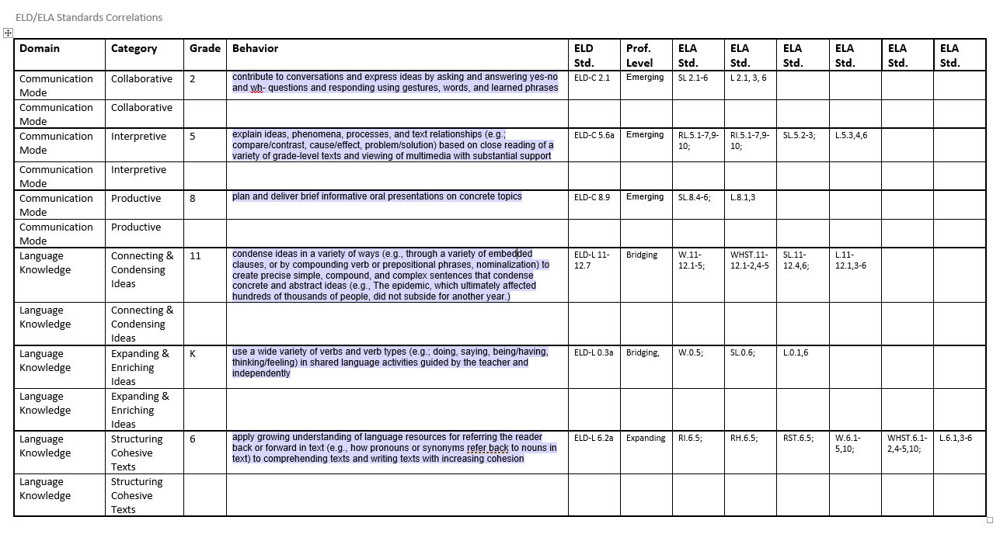 ELD/ELA Standards Correlations
Domain Category Grade Behavior ELD Std. Prof. Level ELA Std. ELA Std. ELA Std. ELA Std. ELA Std. ELA Std.
Communication Mode Collaborative 2 contribute to conversations and express ideas by asking and answering yes-no and wh- questions and responding using gestures, words, and learned phrases ELD-C 2.1 Emerging SL 2.1-6 L 2.1, 3, 6
Communication Mode Collaborative
Communication Mode Interpretive 5 explain ideas, phenomena, processes, and text relationships (e.g.; compare/contrast, cause/effect, problem/solution) based on close reading of a variety of grade-level texts and viewing of multimedia with substantial support ELD-C 5.6a Emerging RL.5.1-7,9-10; RI.5.1-7,9-10; SL.5.2-3; L.5.3,4,6
Communication Mode Interpretive
Communication Mode Productive 8 plan and deliver brief informative oral presentations on concrete topics ELD-C 8.9 Emerging SL.8.4-6; L.8.1,3
Communication Mode Productive
Language Knowledge Connecting & Condensing Ideas 11 condense ideas in a variety of ways (e.g., through a variety of embedded clauses, or by compounding verb or prepositional phrases, nominalization) to create precise simple, compound, and complex sentences that condense concrete and abstract ideas (e.g., The epidemic, which ultimately affected hundreds of thousands of people, did not subside for another year.) ELD-L 11-12.7 Bridging W.11-12.1-5; WHST.11-12.1-2,4-5 SL.11-12.4,6; L.11-12.1,3-6
Language Knowledge Connecting & Condensing Ideas
Language Knowledge Expanding & Enriching Ideas K use a wide variety of verbs and verb types (e.g.; doing, saying, being/having, thinking/feeling) in shared language activities guided by the teacher and independently ELD-L 0.3a Bridging, W.0.5; SL.0.6; L.0.1,6
Language Knowledge Expanding & Enriching Ideas
Language Knowledge Structuring Cohesive Texts 6 apply growing understanding of language resources for referring the reader back or forward in text (e.g., how pronouns or synonyms refer back to nouns in text) to comprehending texts and writing texts with increasing cohesion ELD-L 6.2a Expanding RI.6.5; RH.6.5; RST.6.5; W.6.1-5,10; WHST.6.1-2,4-5,10; L.6.1,3-6
Language Knowledge Structuring Cohesive Texts